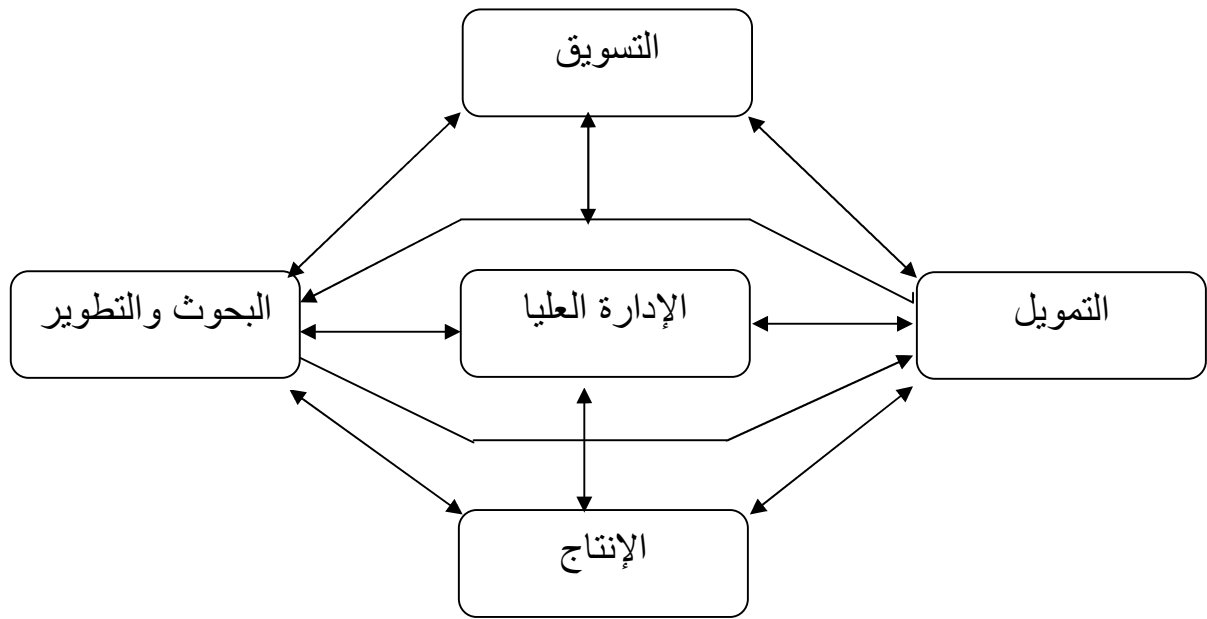 التسويق
التمويل
الإدارة العليا
البحوث والتطوير
الإنتاج